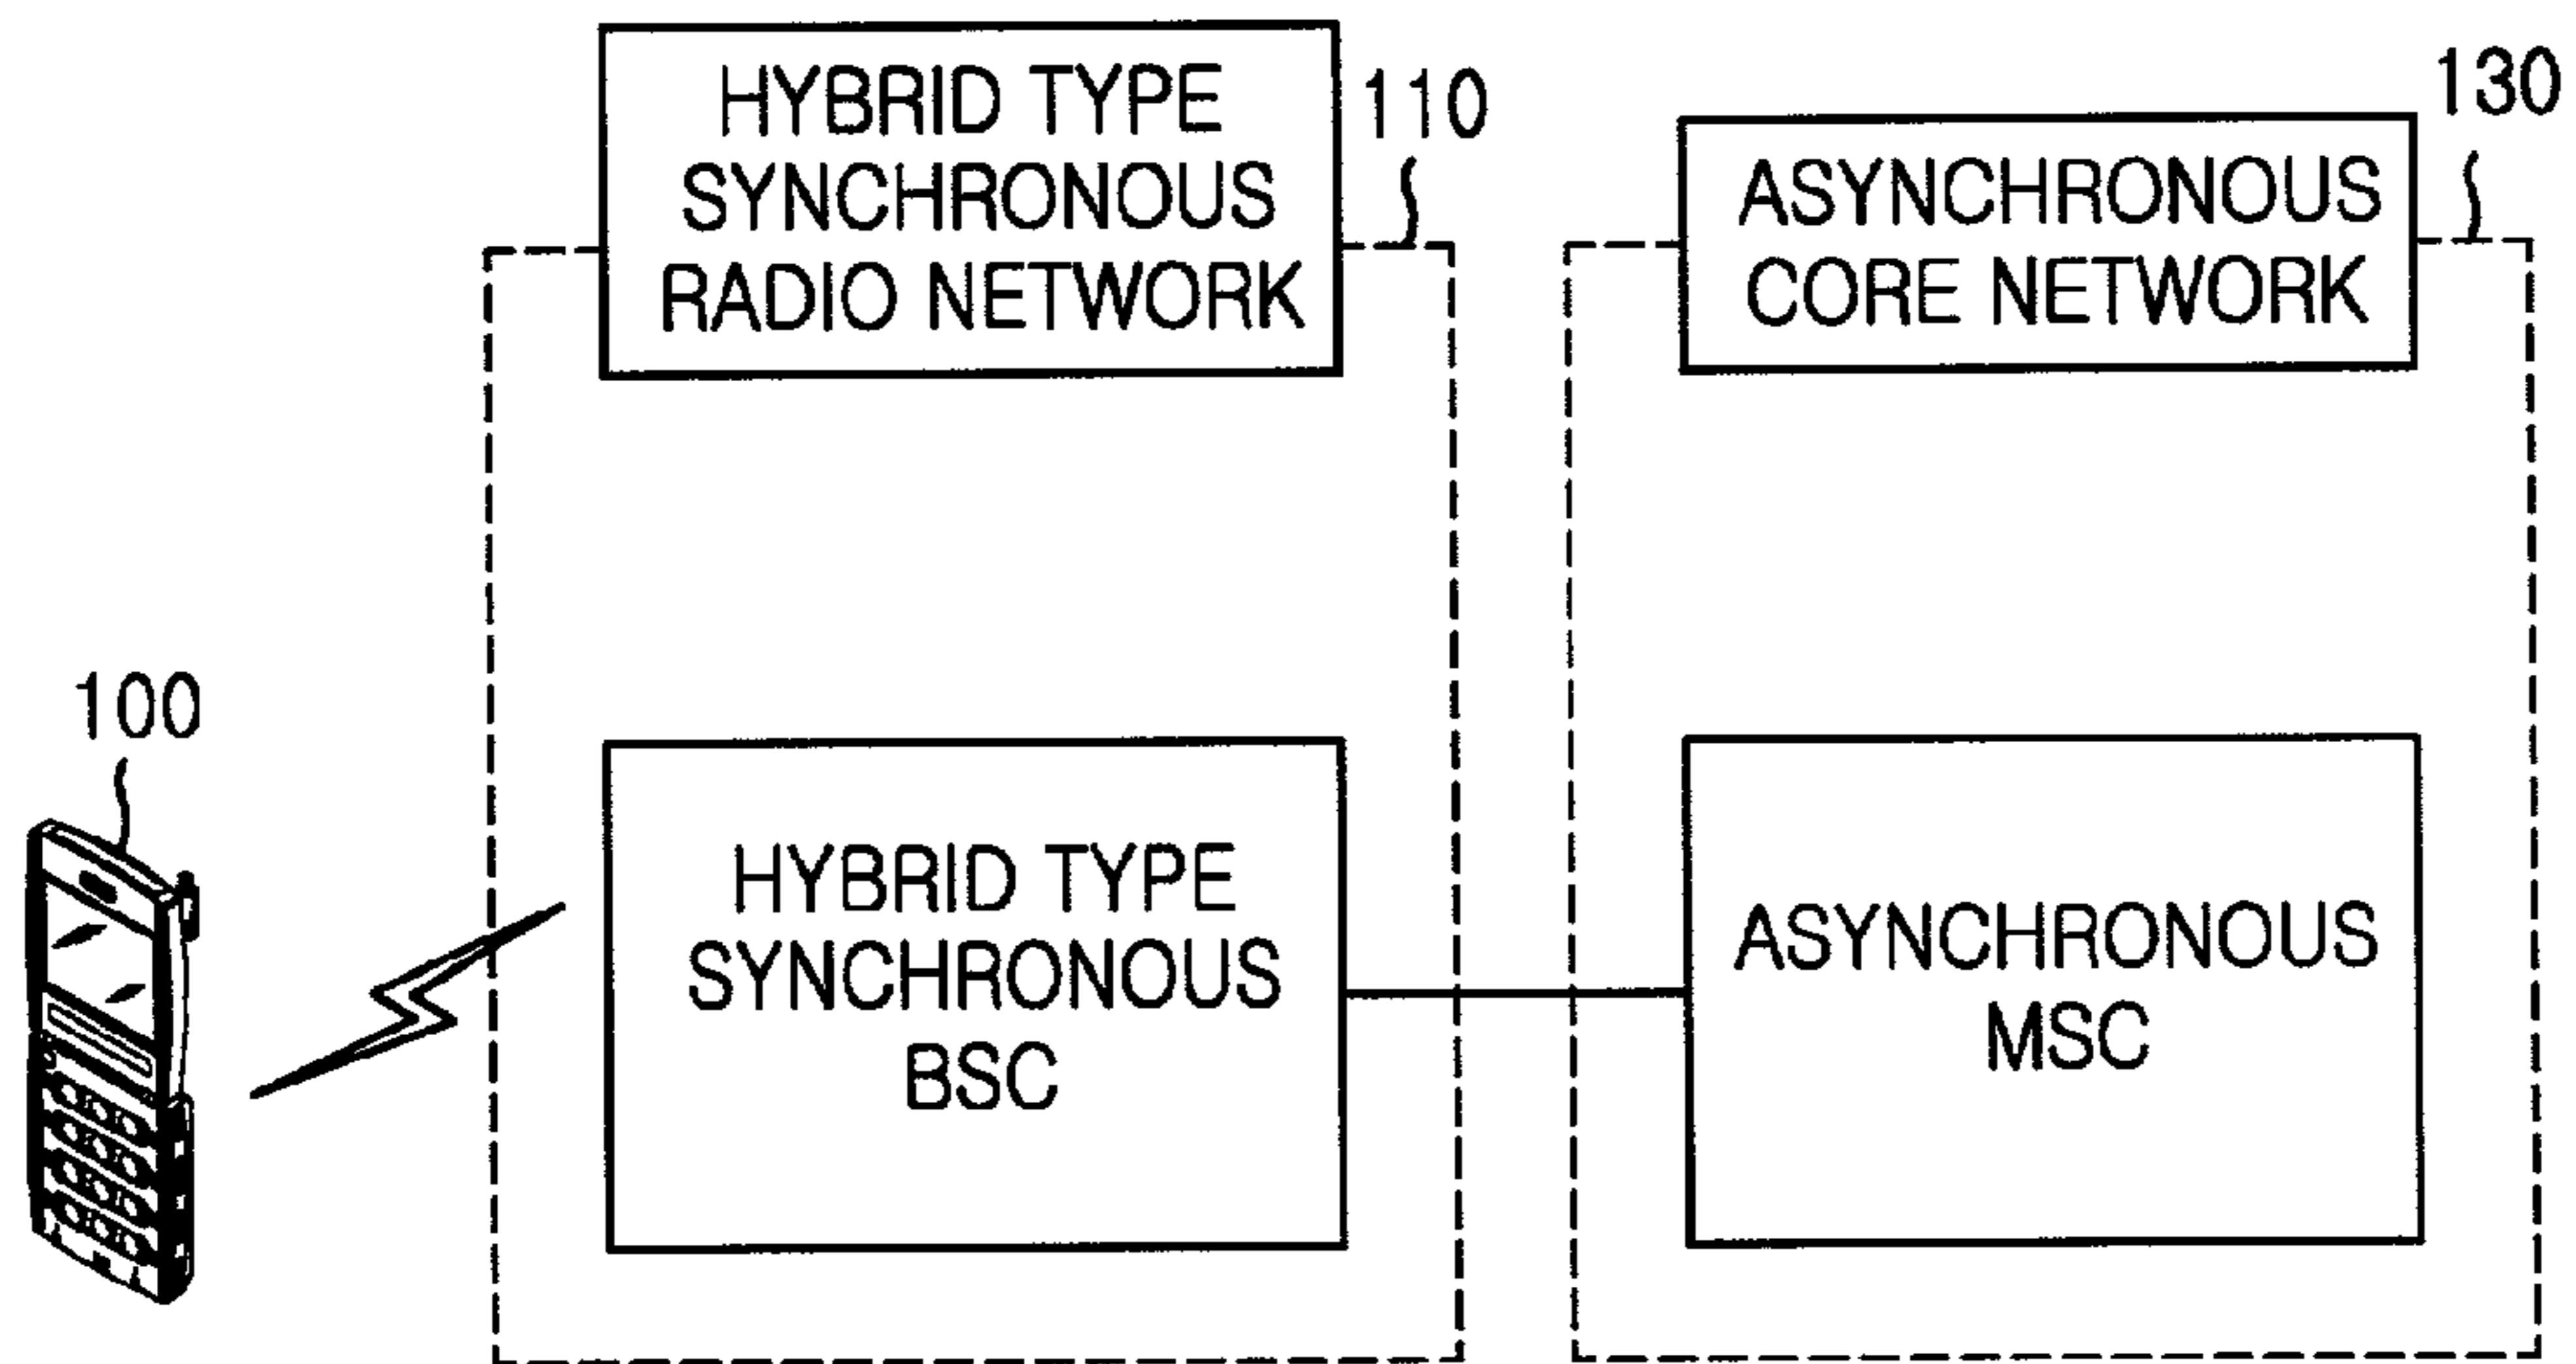 HYBRID TYPE
SYNCHRONOUS
RADIO NETWORK
110
ASYNCHRONOUS
CORE NETWORK
130
100
HYBRID TYPE
SYNCHRONOUS
BSC
ASYNCHRONOUS
MSC